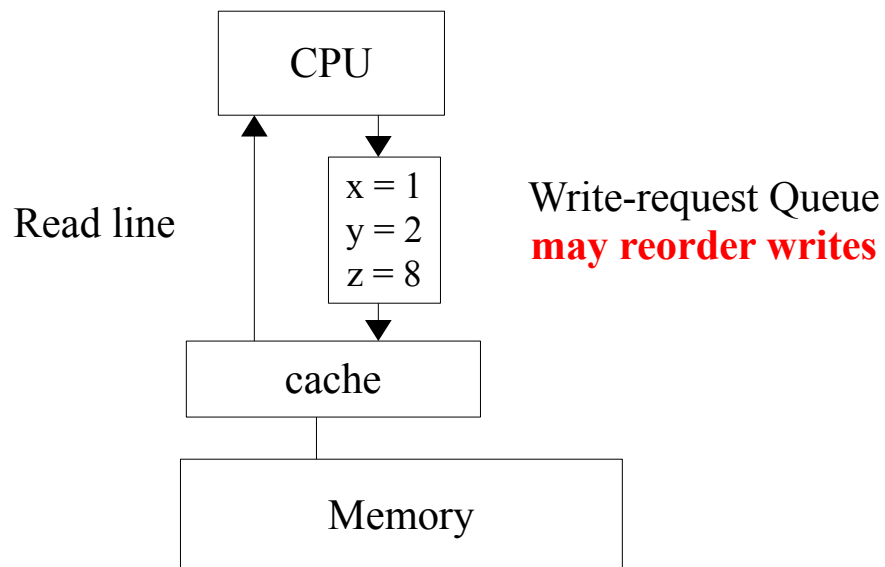 CPU
x = 1
y = 2
z = 8
Read line
Write-request Queue
may reorder writes
cache
Memory